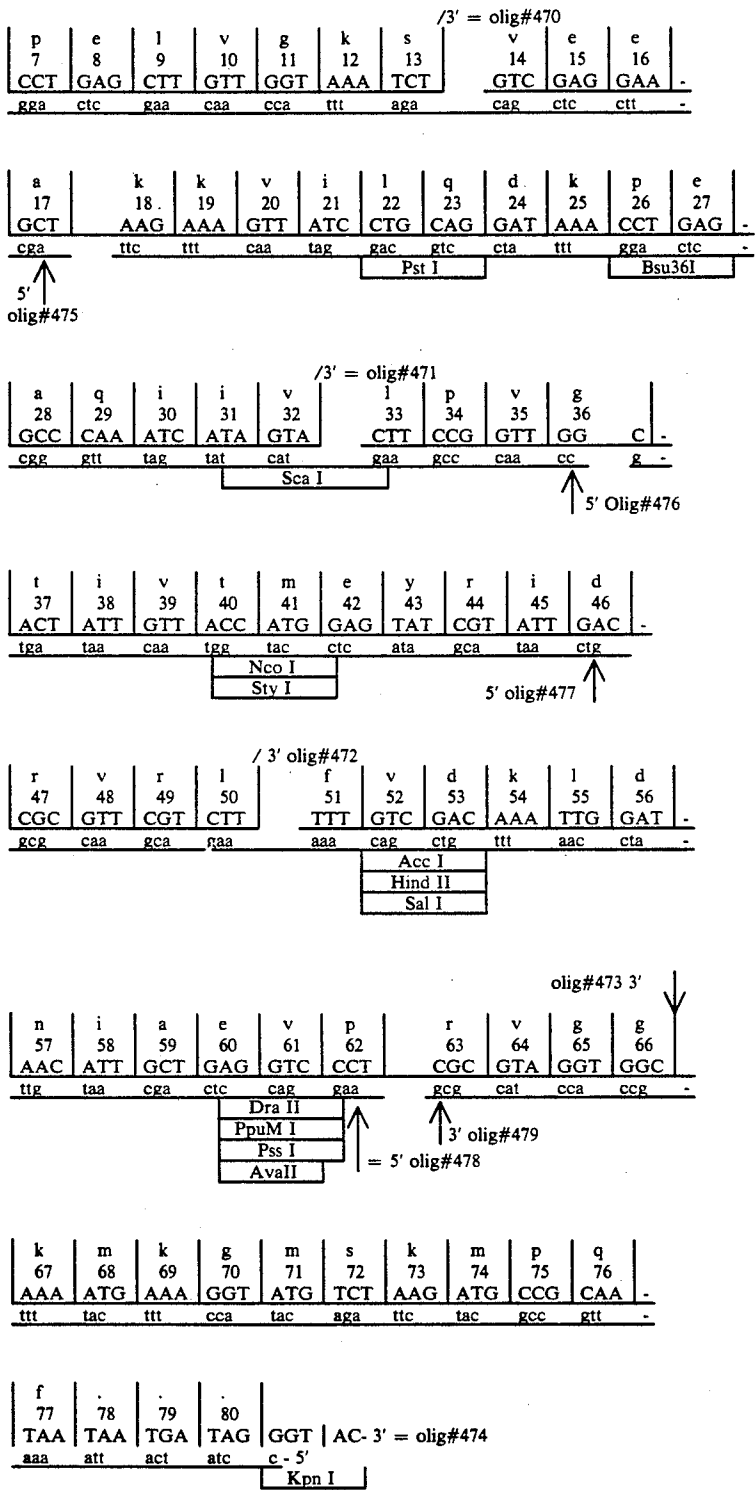 /3' = olig#470
p e l v g k s v e e
7 8 9 10 11 12 13 14 15 16
CCT GAG CTT GTT GGT AAA TCT GTC GAG GAA -
gga ctc gaa caa cca ttt aga cag ctc ctt -
a k k v i l q d k p e
17 18. 19 20 21 22 23 24 25 26 27
GCT AAG AAA GTT ATC CTG CAG GAT AAA CCT GAG -
cga ttc ttt caa tag gac gtc cta ttt gga ctc -
Pst I Bsu36I
5'
olig#475
/3' = olig#471
a q i i v l p v g
28 29 30 31 32 33 34 35 36
GCC CAA ATC ATA GTA CTT CCG GTT GG C -
cgg gtt tag tat cat gaa gcc caa cc g -
Sca I
5' Olig#476
t i v t m e y r i d
37 38 39 40 41 42 43 44 45 46
ACT ATT GTT ACC ATG GAG TAT CGT ATT GAC -
tga taa caa tgg tac ctc ata gca taa ctg
Nco I
Sty I
5' olig#477
/ 3' olig#472
r v r l f v d k l d
47 48 49 50 51 52 53 54 55 56
CGC GTT CGT CTT TTT GTC GAC AAA TTG GAT -
gcg caa gca gaa aaa cag ctg ttt aac cta -
Acc I
Hind II
Sal I
olig#473 3'
n i a e v p r v g g
57 58 59 60 61 62 63 64 65 66
AAC ATT GCT GAG GTC CCT CGC GTA GGT GGC
ttg taa cga ctc cag gaa gcg cat cca ccg -
Dra II
PpuM I
Pss I
AvaII
= 5' olig#478
3' olig#479
k m k g m s k m p q
67 68 69 70 71 72 73 74 75 76
AAA ATG AAA GGT ATG TCT AAG ATG CCG CAA -
ttt tac ttt cca tac aga ttc tac gcc gtt -
f . . .
77 78 79 80
TAA TAA TGA TAG GGT AC- 3' = olig#474
aaa att act atc c - 5'
Kpn I